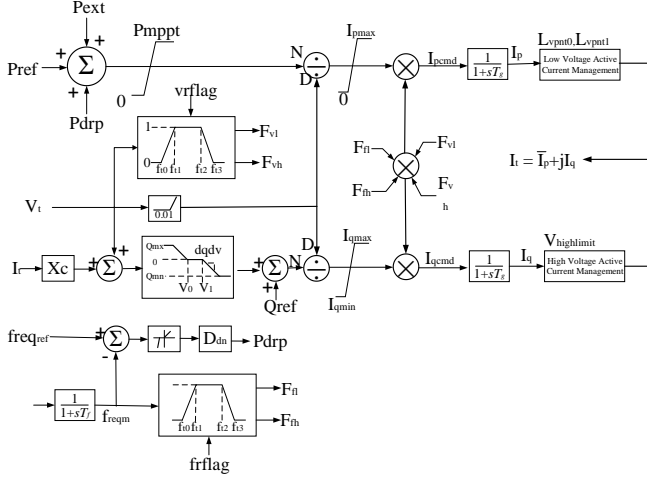 Pext
Pmppt
Pref
Σ
0
Pdrp
N
D
÷
Ipmax
0
Ipcmd
1
1+sTg
Ip
Lvpnt0, Lvpnt1
Low Voltage Active
Current Management
vrflag
1
0
ft0 ft1 ft2 ft3
Fvl
Fvh
Ffl
Fvl
Ffh
Fv
h
It = Ip+jIq
Vt
0.01
It
Xc
Σ
Qmx
0
Qmn
dqdv
V0 V1
Σ
Qref
N
D
÷
Iqmax
Iqmin
Iqcmd
1
1+sTg
Iq
Vhighlimit
High Voltage Active
Current Management
freqref
+
-
Σ
Ddn
Pdrp
1
1+sTf
freqm
ft0 ft1 ft2 ft3
Ffl
Ffh
frflag